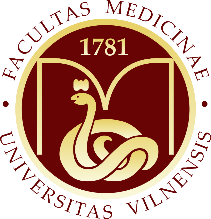 FACULTAS MEDICINAE
1781
UNIVERSITAS VILNENSIS